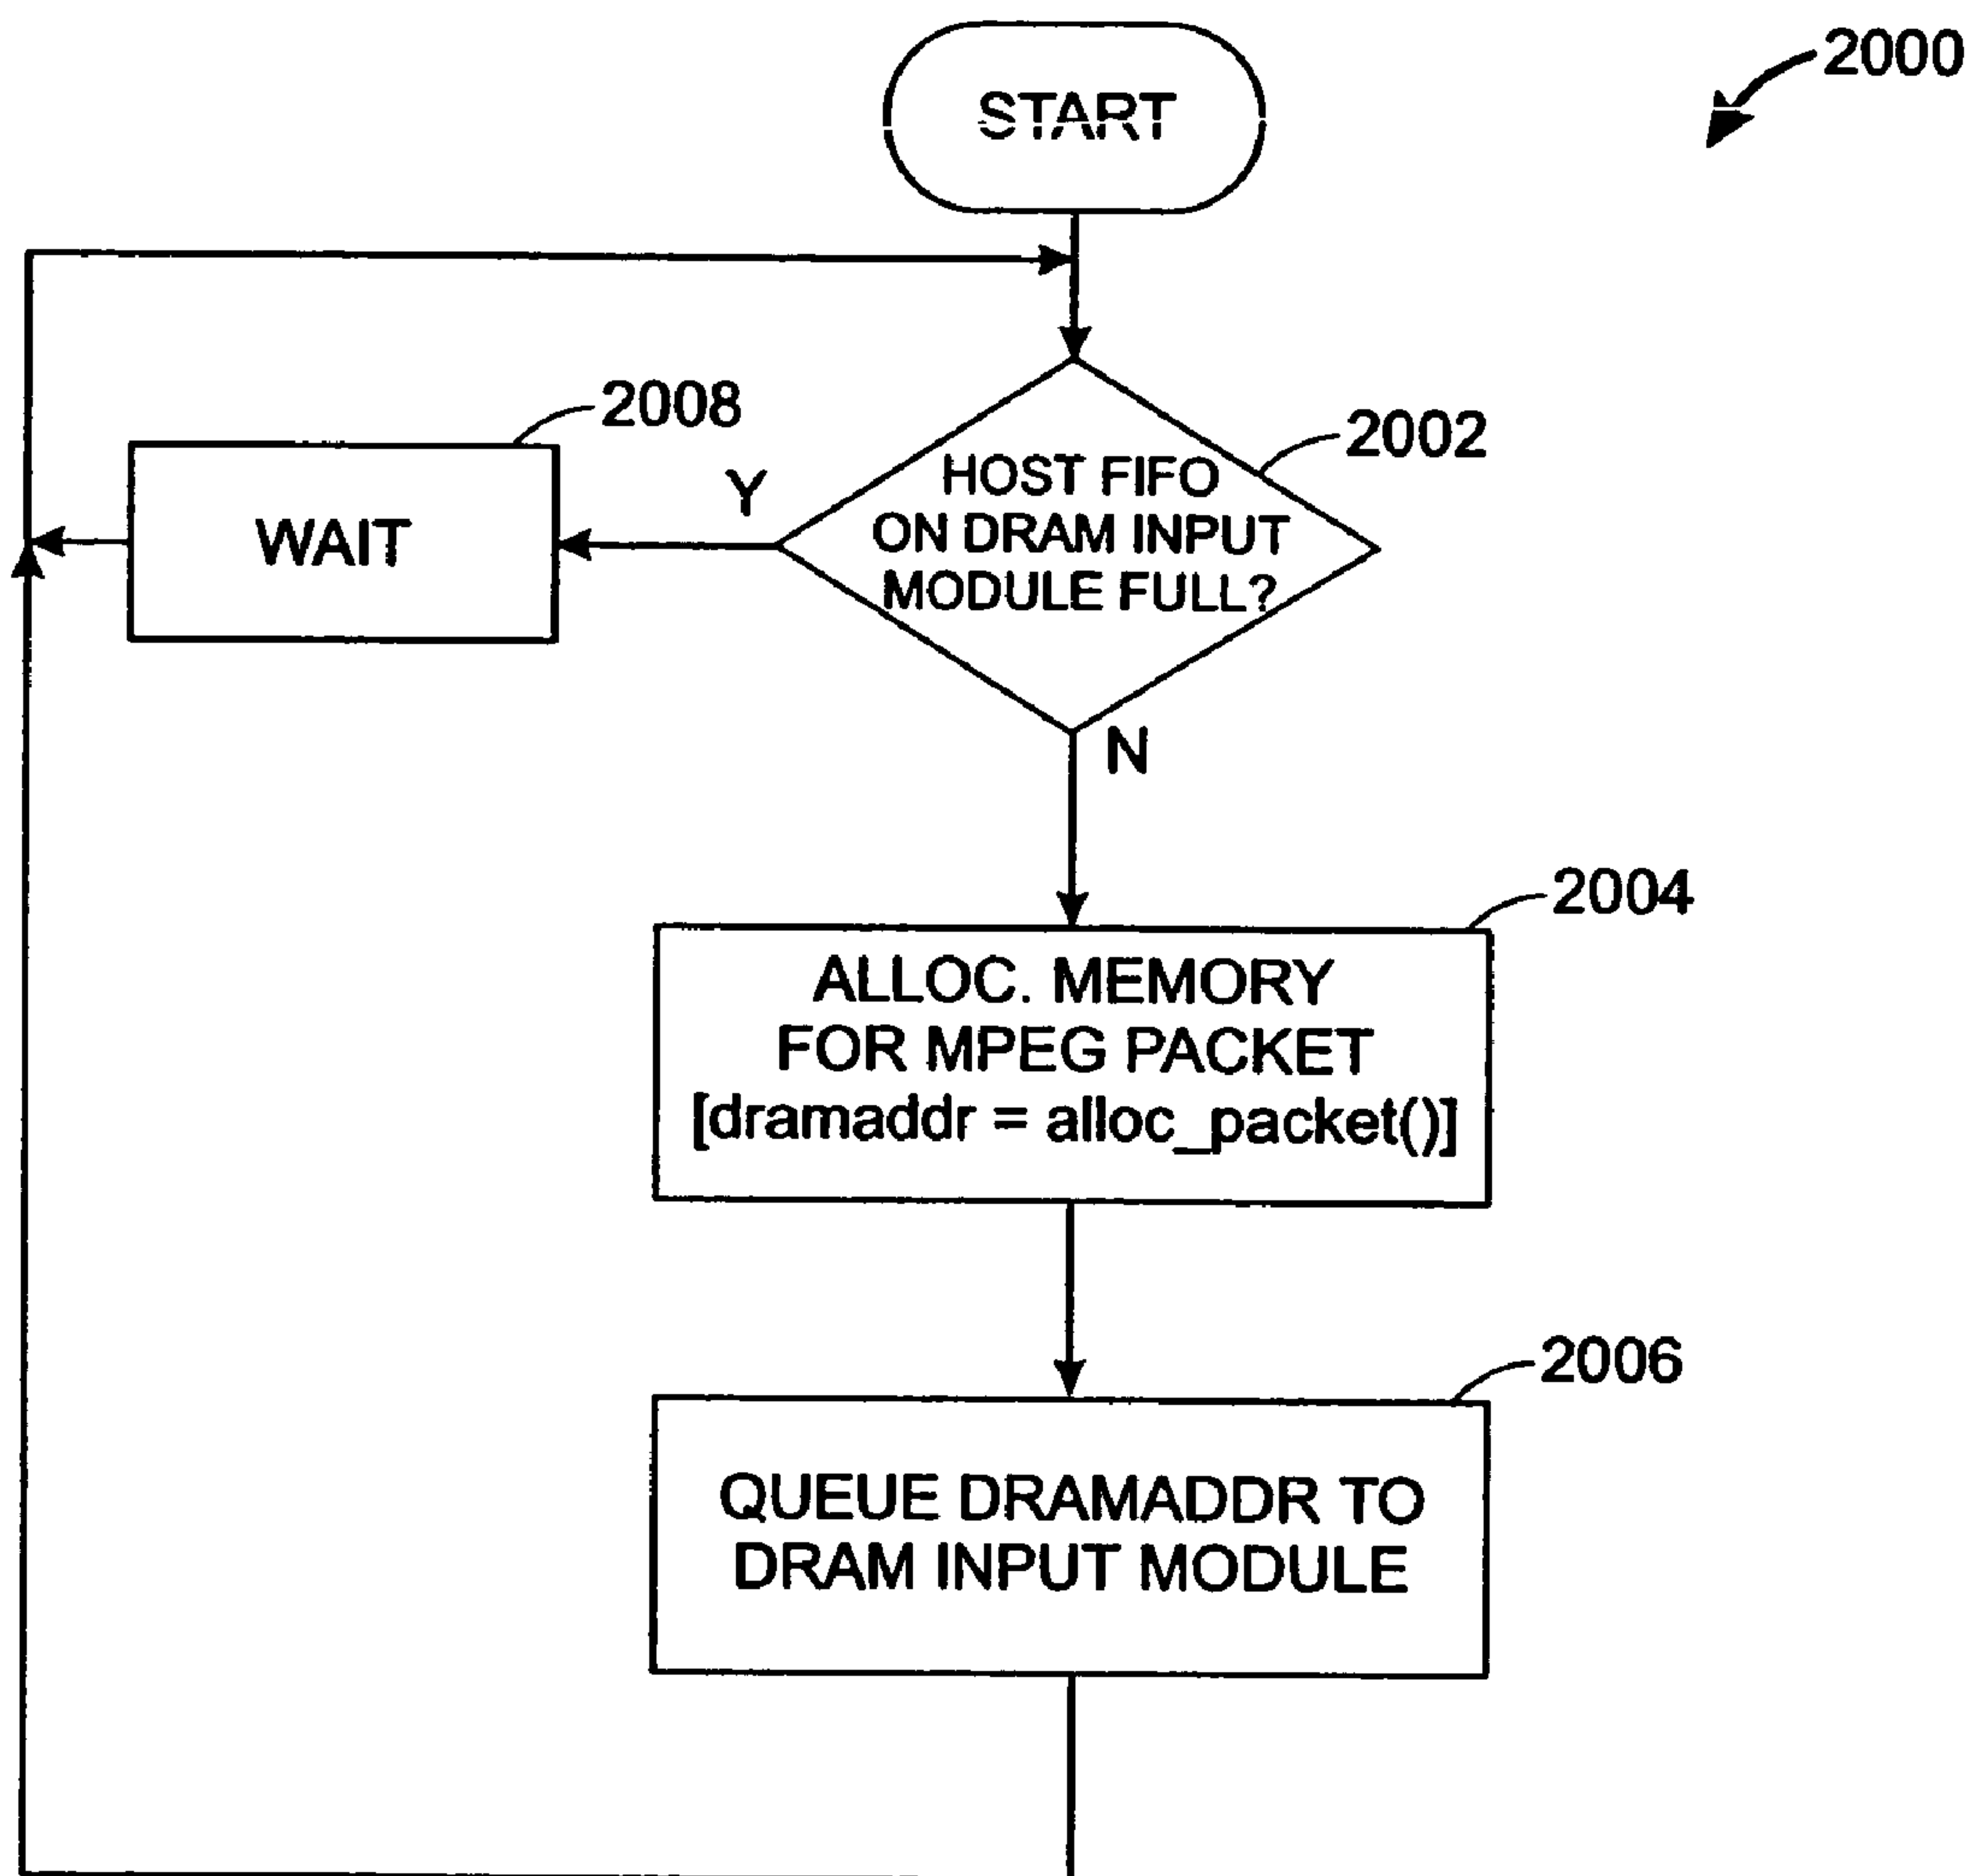 START
2000
2008
Y
2002
HOST FIFO
ON DRAM INPUT
MODULE FULL?
WAIT
N
2004
ALLOC. MEMORY
FOR MPEG PACKET
[dramaddr = alloc_packet()]
2006
QUEUE DRAMADDR TO
DRAM INPUT MODULE